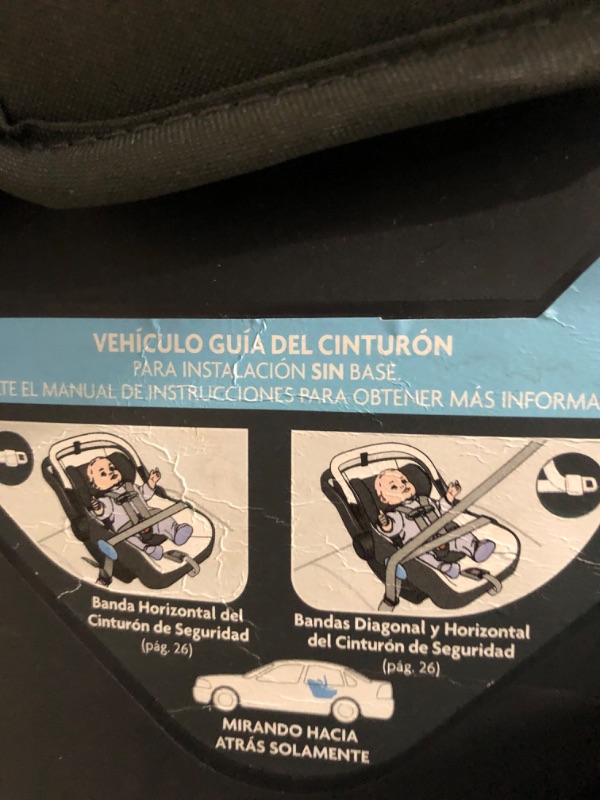 VEHÍCULO GUÍA DEL CINTURÓN
PARA INSTALACIÓN SIN BASE.
TE EL MANUAL DE INSTRUCCIONES PARA OBTENER MÁS INFORMA
Banda Horizontal del
Cinturón de Seguridad
(pág. 26)
Bandas Diagonal y Horizontal
del Cinturón de Seguridad
(pág. 26)
MIRANDO HACIA
ATRÁS SOLAMENTE